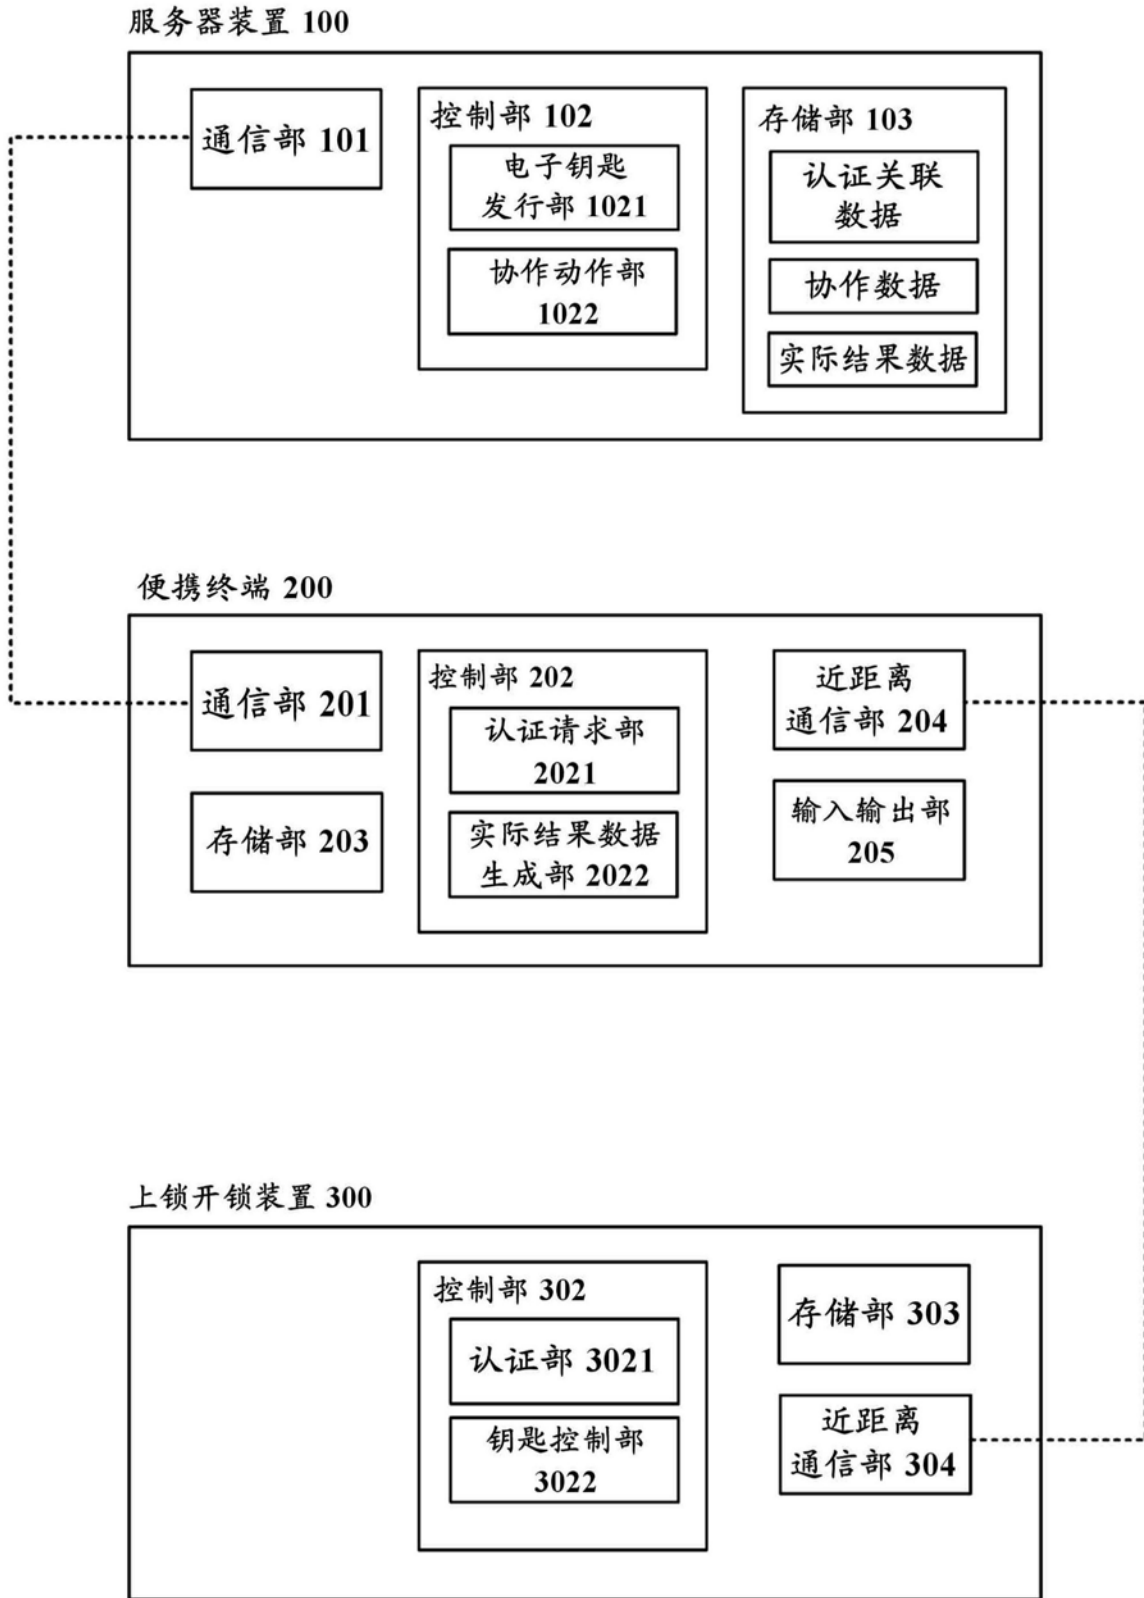 服务器装置 100
通信部 101
控制部 102
电子钥匙
发行部 1021
协作动作部
1022
存储部 103
认证关联
数据
协作数据
实际结果数据
便携终端 200
通信部 201
存储部 203
控制部 202
认证请求部
2021
实际结果数据
生成部 2022
近距离
通信部 204
输入输出部
205
上锁开锁装置 300
控制部 302
认证部 3021
钥匙控制部
3022
存储部 303
近距离
通信部 304